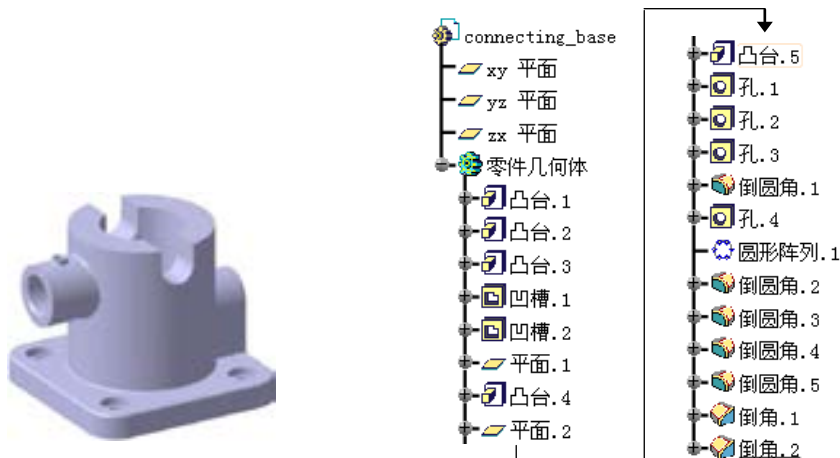 connecting_base
xy 平面
yz 平面
zx 平面
零件几何体
凸台.1
凸台.2
凸台.3
凹槽.1
凹槽.2
平面.1
凸台.4
平面.2
凸台.5
孔.1
孔.2
孔.3
倒圆角.1
孔.4
圆形阵列.1
倒圆角.2
倒圆角.3
倒圆角.4
倒圆角.5
倒角.1
倒角.2